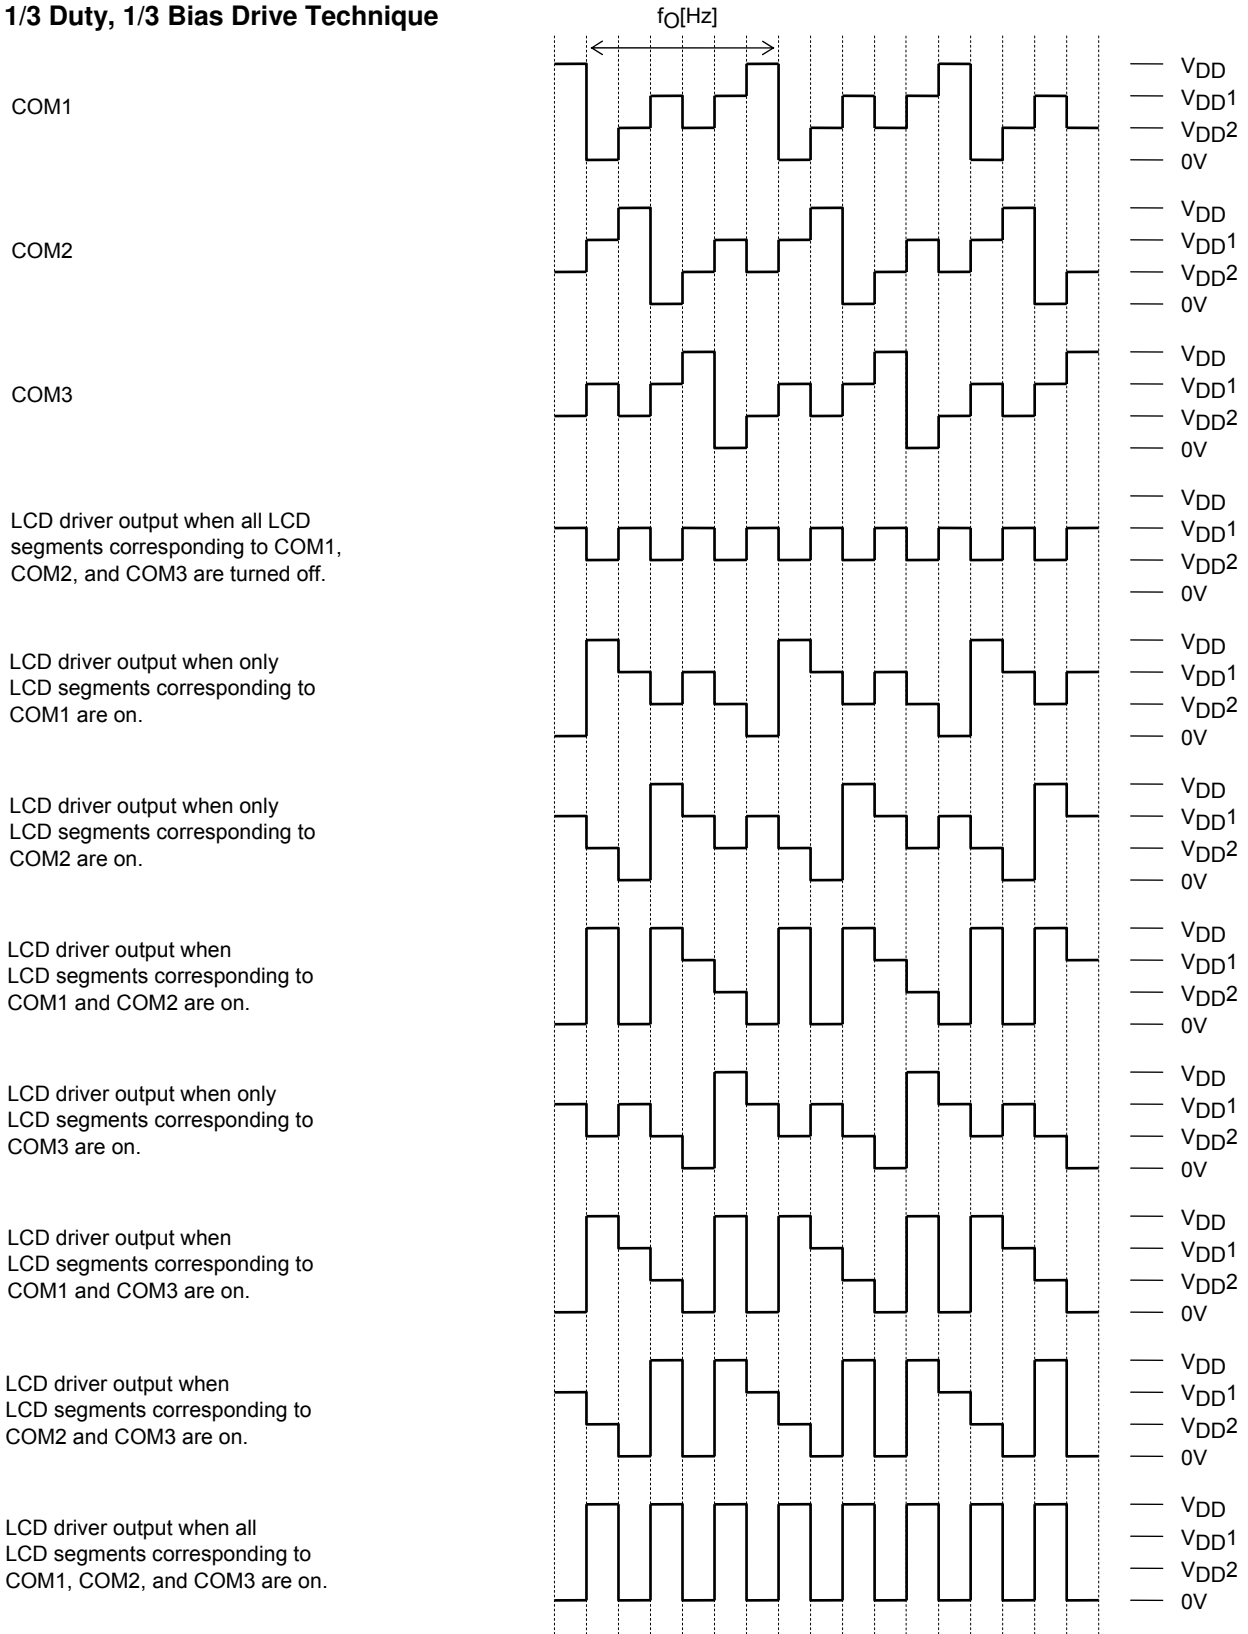 1/3 Duty, 1/3 Bias Drive Technique
fO[Hz]
COM1
VDD
VDD1
VDD2
0V
COM2
VDD
VDD1
VDD2
0V
COM3
VDD
VDD1
VDD2
0V
LCD driver output when all LCD
segments corresponding to COM1,
COM2, and COM3 are turned off.
VDD
VDD1
VDD2
0V
LCD driver output when only
LCD segments corresponding to
COM1 are on.
VDD
VDD1
VDD2
0V
LCD driver output when only
LCD segments corresponding to
COM2 are on.
VDD
VDD1
VDD2
0V
LCD driver output when
LCD segments corresponding to
COM1 and COM2 are on.
VDD
VDD1
VDD2
0V
LCD driver output when only
LCD segments corresponding to
COM3 are on.
VDD
VDD1
VDD2
0V
LCD driver output when
LCD segments corresponding to
COM1 and COM3 are on.
VDD
VDD1
VDD2
0V
LCD driver output when
LCD segments corresponding to
COM2 and COM3 are on.
VDD
VDD1
VDD2
0V
LCD driver output when all
LCD segments corresponding to
COM1, COM2, and COM3 are on.
VDD
VDD1
VDD2
0V